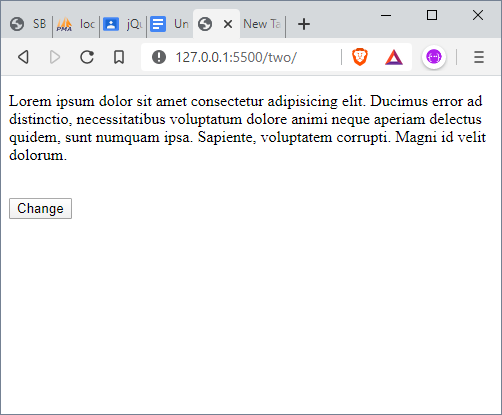 SB
PMA
loc
jQu
Un
New Ta
127.0.0.1:5500/two/
Lorem ipsum dolor sit amet consectetur adipisicing elit. Ducimus error ad
distinctio, necessitatibus voluptatum dolore animi neque aperiam delectus
quidem, sunt numquam ipsa. Sapiente, voluptatem corrupti. Magni id velit
dolorum.
Change